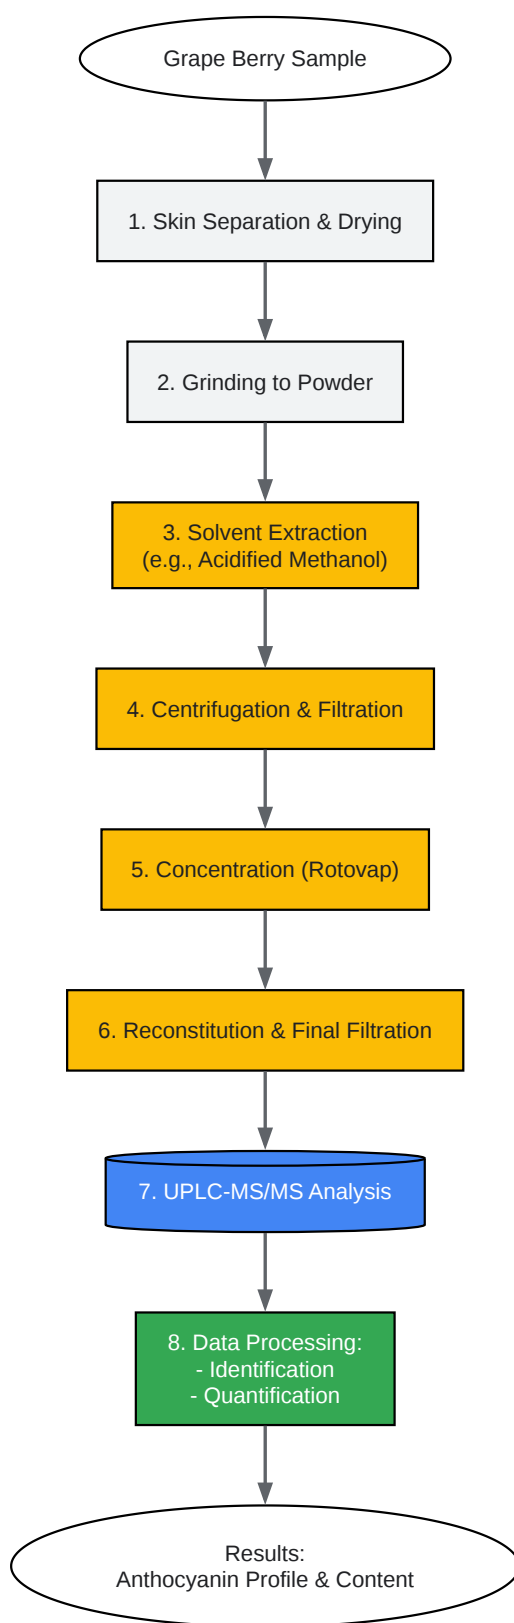 Grape Berry Sample
1. Skin Separation & Drying
2. Grinding to Powder
3. Solvent Extraction
(e.g., Acidified Methanol)
4. Centrifugation & Filtration
5. Concentration (Rotovap)
6. Reconstitution & Final Filtration
7. UPLC-MS/MS Analysis
8. Data Processing:
- Identification
- Quantification
Results:
Anthocyanin Profile & Content